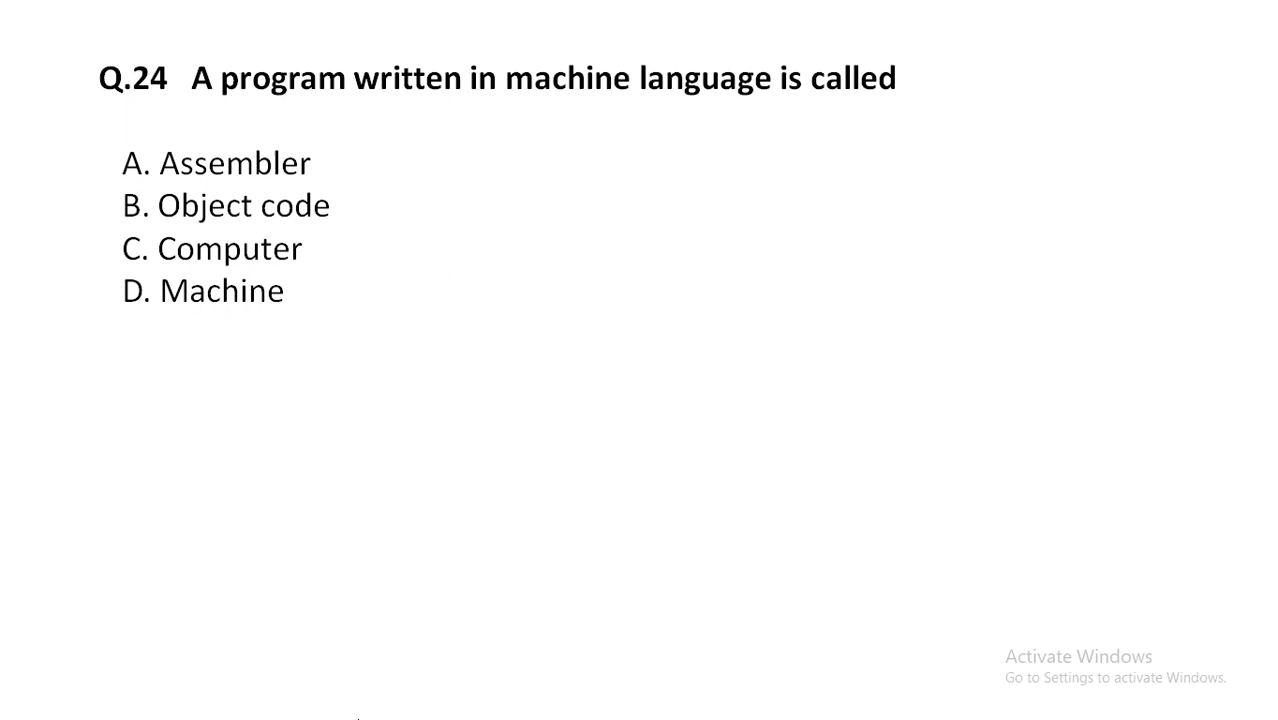 Q.24 A program written in machine language is called
A. Assembler
B. Object code
C. Computer
D. Machine
Activate Windows
Go to Settings to activate Windows.